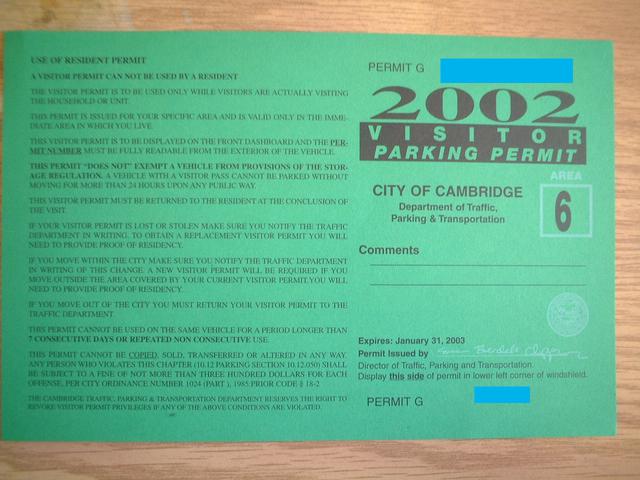 USE OF RESIDENT PERMIT
A VISITOR PERMIT CAN NOT BE USED BY A RESIDENT
THE VISITOR PERMIT IS TO BE USED ONLY WHILE VISITORS ARE ACTUALLY VISITING
THE HOUSEHOLD OR UNIT.
THIS PERMIT IS ISSUED FOR YOUR SPECIFIC AREA AND IS VALID ONLY IN THE IMME-
DIATE AREA IN WHICH YOU LIVE.
THIS VISITOR PERMIT IS TO BE DISPLAYED ON THE FRONT DASHBOARD AND THE PER-
MIT NUMBER MUST BE FULLY READABLE FROM THE EXTERIOR OF THE VEHICLE.
THIS PERMIT "DOES NOT" EXEMPT A VEHICLE FROM PROVISIONS OF THE STOR-
AGE REGULATION. A VEHICLE WITH A VISITOR PASS CANNOT BE PARKED WITHOUT
MOVING FOR MORE THAN 24 HOURS UPON ANY PUBLIC WAY.
THIS VISITOR PERMIT MUST BE RETURNED TO THE RESIDENT AT THE CONCLUSION OF
THE VISIT.
IF YOUR VISITOR PERMIT IS LOST OR STOLEN MAKE SURE YOU NOTIFY THE TRAFFIC
DEPARTMENT IN WRITING. TO OBTAIN A REPLACEMENT VISITOR PERMIT YOU WILL
NEED TO PROVIDE PROOF OF RESIDENCY.
IF YOU MOVE WITHIN THE CITY MAKE SURE YOU NOTIFY THE TRAFFIC DEPARTMENT
IN WRITING OF THIS CHANGE. A NEW VISITOR PERMIT WILL BE REQUIRED IF YOU
MOVE OUTSIDE THE AREA COVERED BY YOUR CURRENT VISITOR PERMIT.YOU WILL
NEED TO PROVIDE PROOF OF RESIDENCY.
IF YOU MOVE OUT OF THE CITY YOU MUST RETURN YOUR VISITOR PERMIT TO THE
TRAFFIC DEPARTMENT.
THIS PERMIT CANNOT BE USED ON THE SAME VEHICLE FOR A PERIOD LONGER THAN
7 CONSECUTIVE DAYS OR REPEATED NON CONSECUTIVE USE.
THIS PERMIT CANNOT BE COPIED, SOLD, TRANSFERED OR ALTERED IN ANY WAY.
ANY PERSON WHO VIOLATES THIS CHAPTER (10.12 PARKING SECTION 10.12.050) SHALL
BE SUBJECT TO A FINE OF NOT MORE THAN THREE HUNDRED DOLLARS FOR EACH
OFFENSE, PER CITY ORDINANCE NUMBER 1024 (PART ), 1985:PRIOR CODE § 18-2
THE CAMBRIDGE TRAFFIC, PARKING & TRANSPORTATION DEPARTMENT RESERVES THE RIGHT TO
REVOKE VISITOR PERMIT PRIVILEGES IF ANY OF THE ABOVE CONDITIONS ARE VIOLATED.
PERMIT G
2002
VISITOR
PARKING PERMIT
AREA
6
CITY OF CAMBRIDGE
Department of Traffic,
Parking & Transportation
Comments
Expires: January 31, 2003
Permit Issued by
Director of Traffic, Parking and Transportation.
Display this side of permit in lower left corner of windshield.
PERMIT G